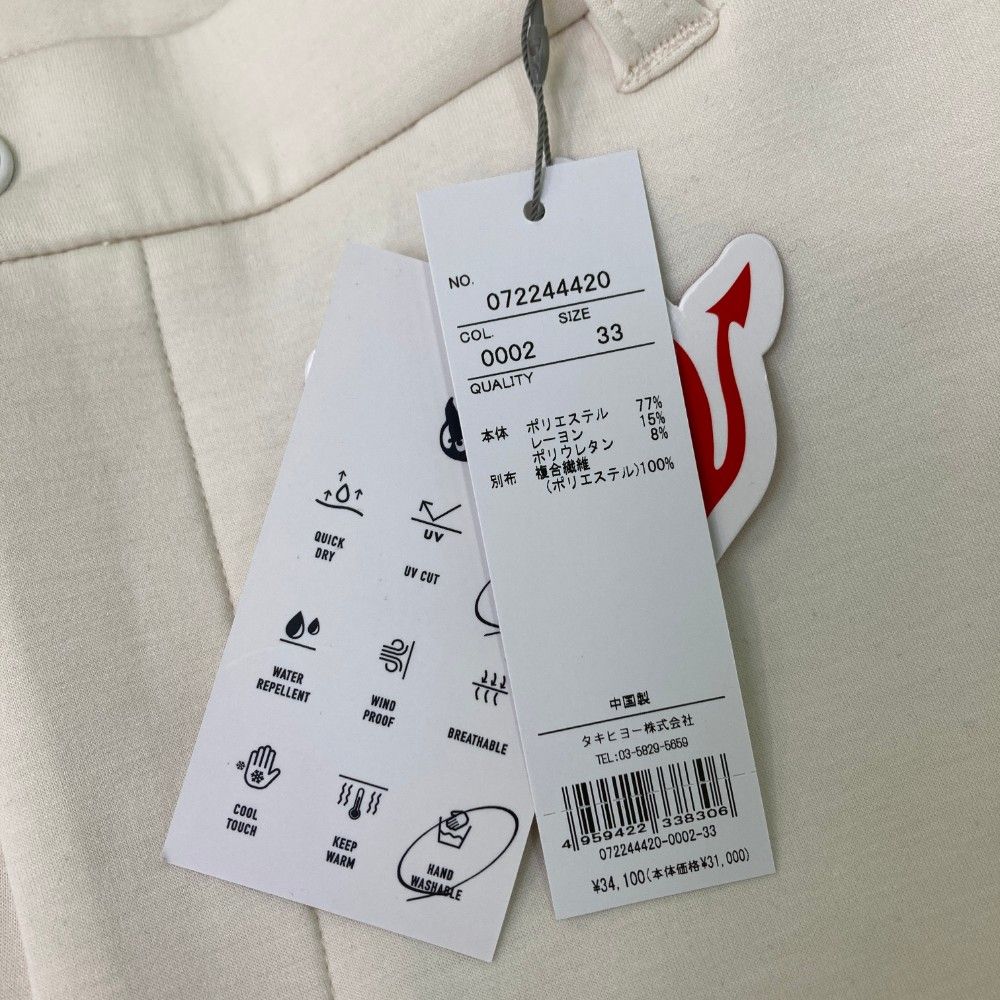 NO.
072244420
COL.
SIZE
0002
33
QUALITY
本体 ポリエステル 77%
レーヨン 15%
ポリウレタン 8%
別布 複合繊維
(ポリエステル)100%
中国製
タキヒヨー株式会社
TEL:03-5829-5659
4 959422 338306
072244420-0002-33
¥34,100(本体価格¥31,000)
QUICK
DRY
UV
UV CUT
WATER
REPELLENT
WIND
PROOF
BREATHABLE
COOL
TOUCH
KEEP
WARM
HAND
WASHABLE